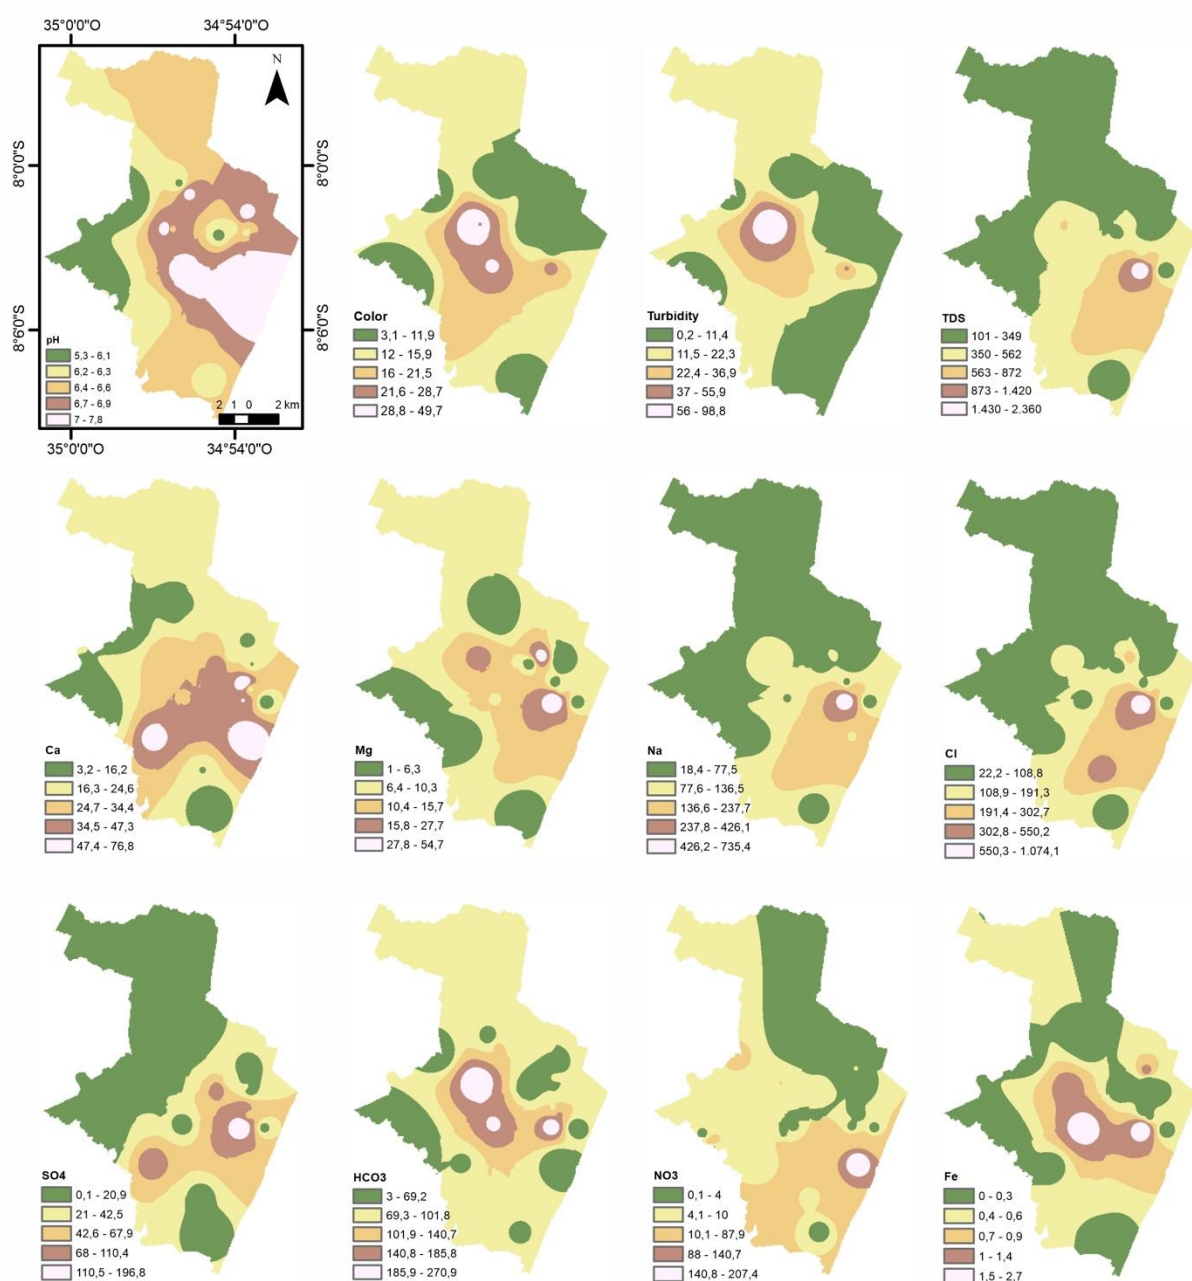 35°0'0"O 34°54'0"O
N
8°0'0"S 8°0'0"S
8°6'0"S 8°6'0"S
pH
5,3 - 6,1
6,2 - 6,3
6,4 - 6,6
6,7 - 6,9
7 - 7,8
2 1 0 2 km
35°0'0"O 34°54'0"O
Color
3,1 - 11,9
12 - 15,9
16 - 21,5
21,6 - 28,7
28,8 - 49,7
Turbidity
0,2 - 11,4
11,5 - 22,3
22,4 - 36,9
37 - 55,9
56 - 98,8
TDS
101 - 349
350 - 562
563 - 872
873 - 1.420
1.430 - 2.360
Ca
3,2 - 16,2
16,3 - 24,6
24,7 - 34,4
34,5 - 47,3
47,4 - 76,8
Mg
1 - 6,3
6,4 - 10,3
10,4 - 15,7
15,8 - 27,7
27,8 - 54,7
Na
18,4 - 77,5
77,6 - 136,5
136,6 - 237,7
237,8 - 426,1
426,2 - 735,4
Cl
22,2 - 108,8
108,9 - 191,3
191,4 - 302,7
302,8 - 550,2
550,3 - 1.074,1
SO4
0,1 - 20,9
21 - 42,5
42,6 - 67,9
68 - 110,4
110,5 - 196,8
HCO3
3 - 69,2
69,3 - 101,8
101,9 - 140,7
140,8 - 185,8
185,9 - 270,9
NO3
0,1 - 4
4,1 - 10
10,1 - 87,9
88 - 140,7
140,8 - 207,4
Fe
0 - 0,3
0,4 - 0,6
0,7 - 0,9
1 - 1,4
1,5 - 2,7